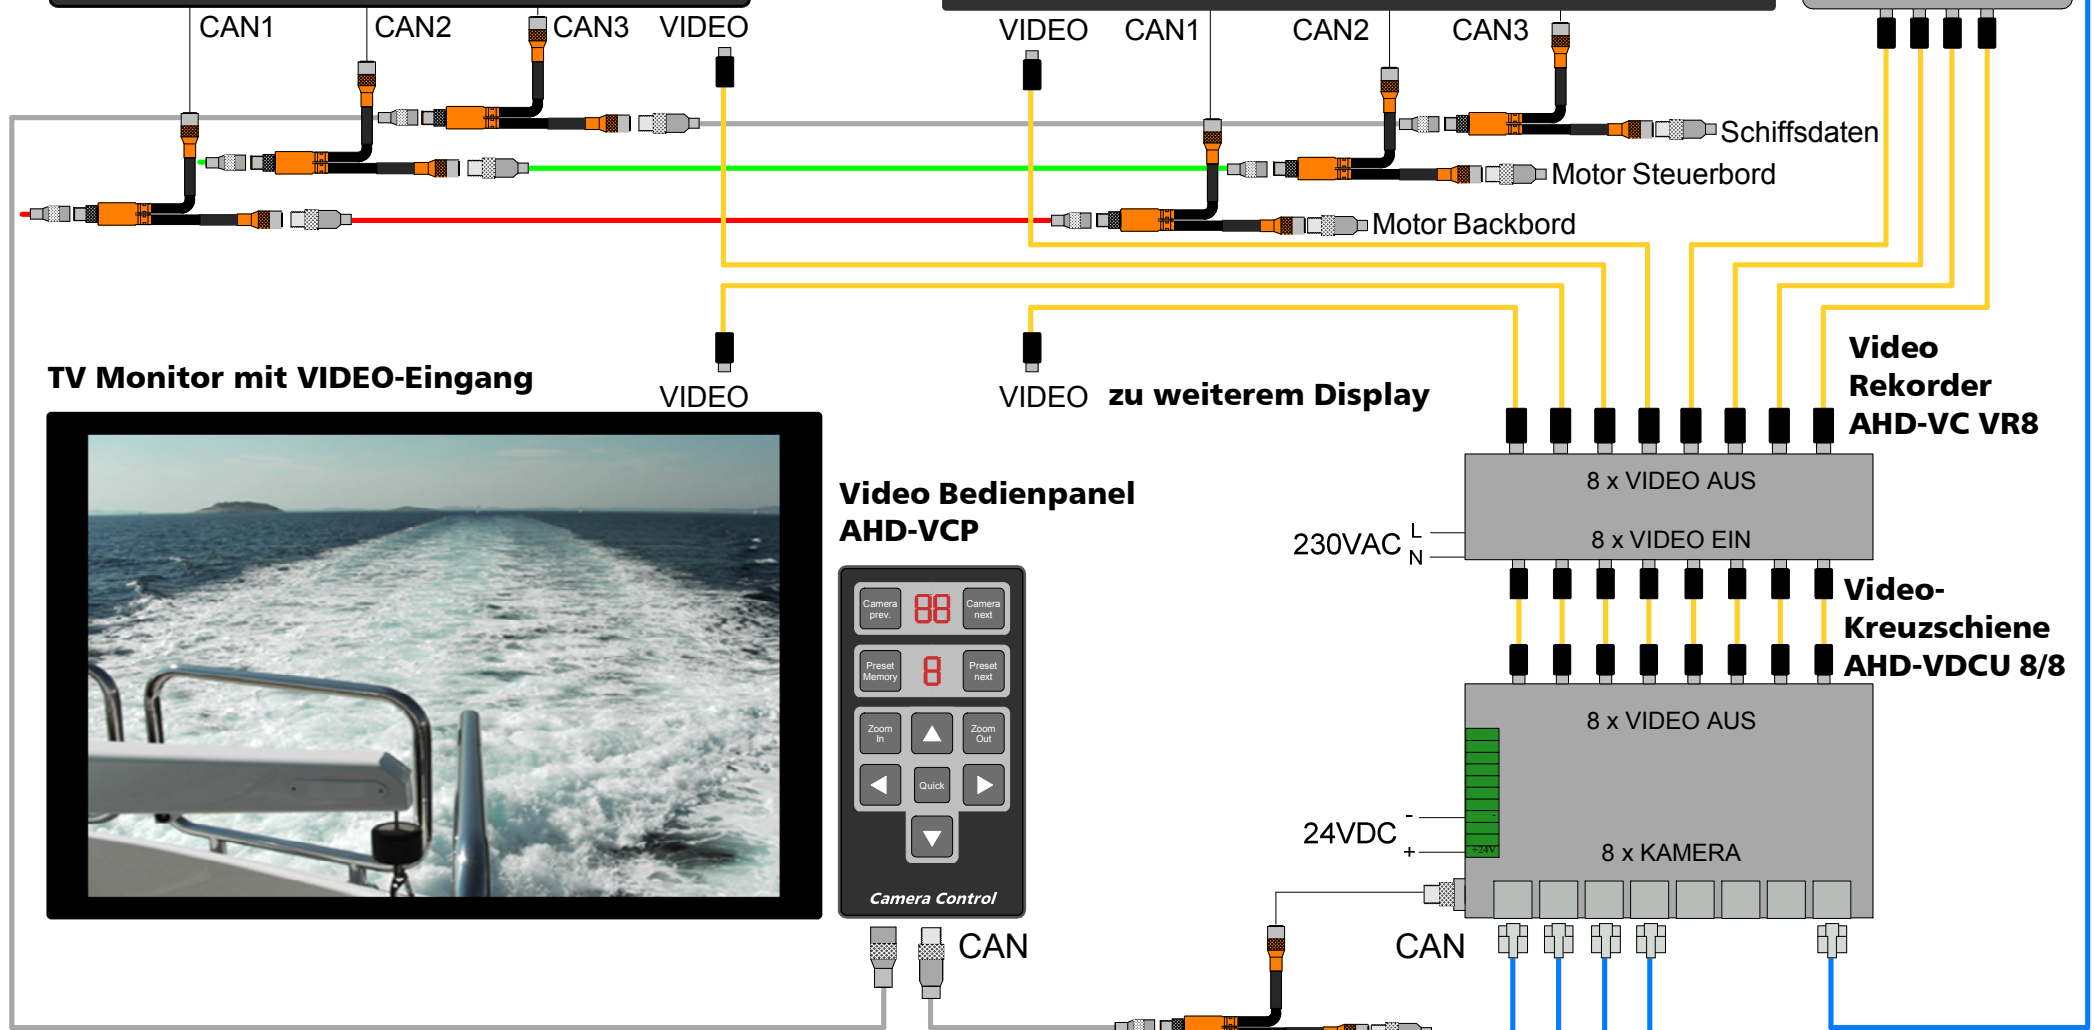 CAN1
CAN2
CAN3
VIDEO
VIDEO
CAN1
CAN2
CAN3
Schiffsdaten
Motor Steuerbord
Motor Backbord
TV Monitor mit VIDEO-Eingang
VIDEO
VIDEO
zu weiterem Display
Video
Rekorder
AHD-VC VR8
8 x VIDEO AUS
8 x VIDEO EIN
230VAC
L
N
Video Bedienpanel
AHD-VCP
Camera
prev.
88
Camera
next
Preset
Memory
8
Preset
next
Zoom
In
Zoom
Out
Quick
Camera Control
CAN
Video-
Kreuzschiene
AHD-VDCU 8/8
8 x VIDEO AUS
24VDC
-
+
-
+24V
8 x KAMERA
CAN